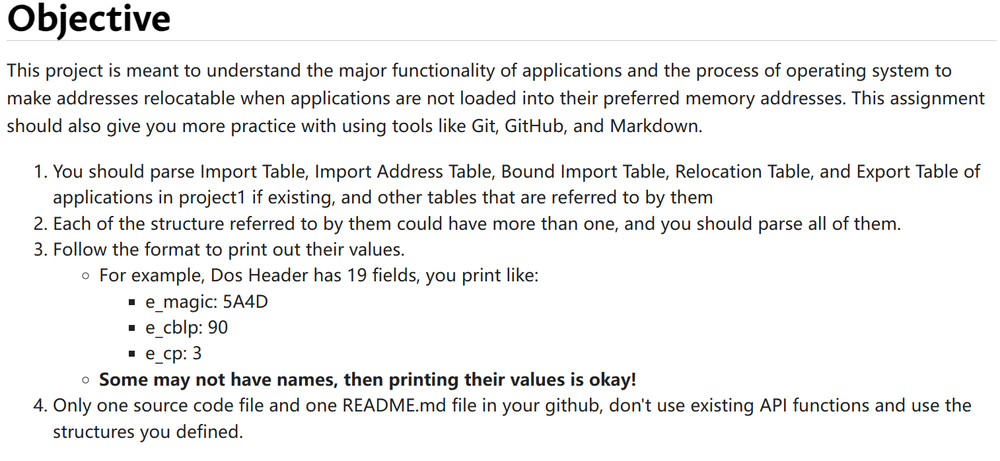 Objective
This project is meant to understand the major functionality of applications and the process of operating system to
make addresses relocatable when applications are not loaded into their preferred memory addresses. This assignment
should also give you more practice with using tools like Git, GitHub, and Markdown.
1. You should parse Import Table, Import Address Table, Bound Import Table, Relocation Table, and Export Table of
applications in project1 if existing, and other tables that are referred to by them
2. Each of the structure referred to by them could have more than one, and you should parse all of them.
3. Follow the format to print out their values.
○ For example, Dos Header has 19 fields, you print like:
▪ e_magic: 5A4D
▪ e_cblp: 90
▪ e_cp: 3
○ Some may not have names, then printing their values is okay!
4. Only one source code file and one README.md file in your github, don't use existing API functions and use the
structures you defined.